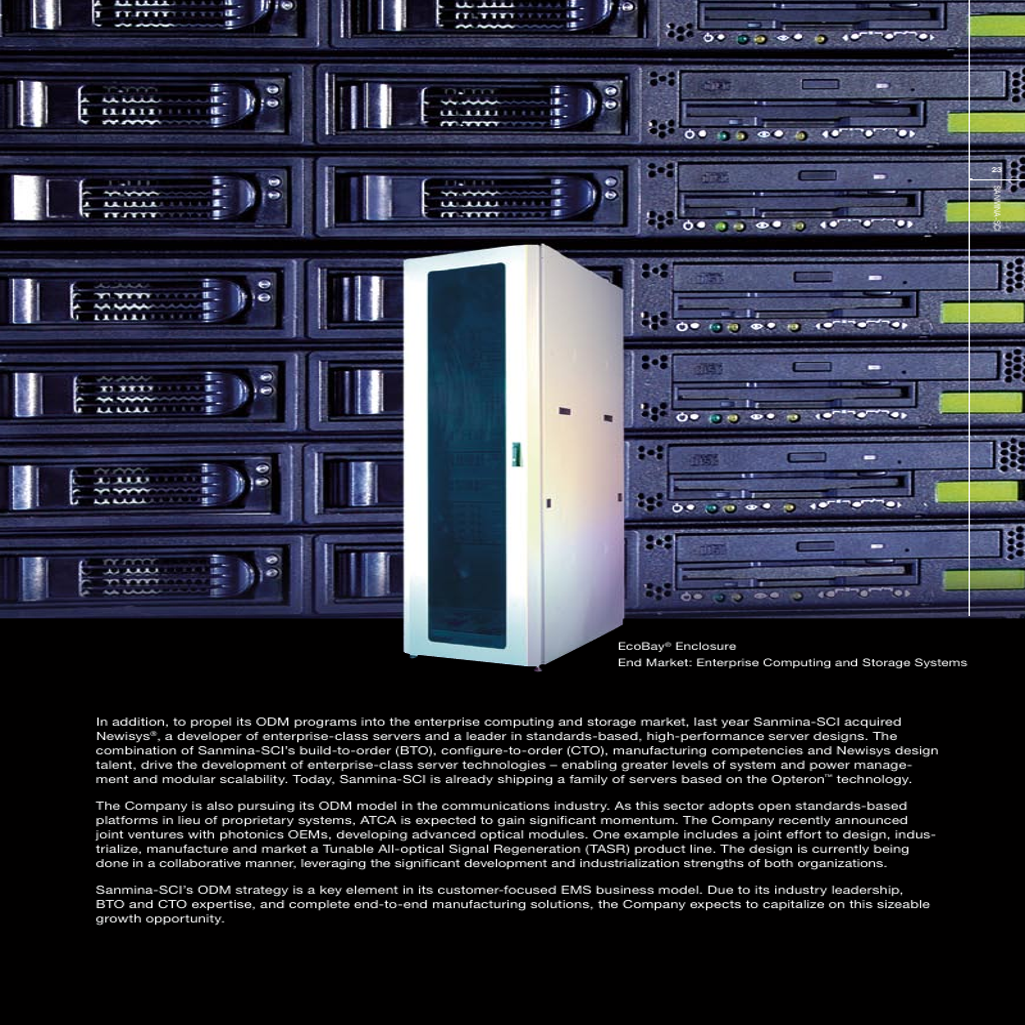 23
SANMINA-SCI
EcoBay® Enclosure
End Market: Enterprise Computing and Storage Systems
In addition, to propel its ODM programs into the enterprise computing and storage market, last year Sanmina-SCI acquired
Newisys®, a developer of enterprise-class servers and a leader in standards-based, high-performance server designs. The
combination of Sanmina-SCI's build-to-order (BTO), configure-to-order (CTO), manufacturing competencies and Newisys design
talent, drive the development of enterprise-class server technologies – enabling greater levels of system and power manage-
ment and modular scalability. Today, Sanmina-SCI is already shipping a family of servers based on the Opteron™ technology.
The Company is also pursuing its ODM model in the communications industry. As this sector adopts open standards-based
platforms in lieu of proprietary systems, ATCA is expected to gain significant momentum. The Company recently announced
joint ventures with photonics OEMs, developing advanced optical modules. One example includes a joint effort to design, indus-
trialize, manufacture and market a Tunable All-optical Signal Regeneration (TASR) product line. The design is currently being
done in a collaborative manner, leveraging the significant development and industrialization strengths of both organizations.
Sanmina-SCI's ODM strategy is a key element in its customer-focused EMS business model. Due to its industry leadership,
BTO and CTO expertise, and complete end-to-end manufacturing solutions, the Company expects to capitalize on this sizeable
growth opportunity.